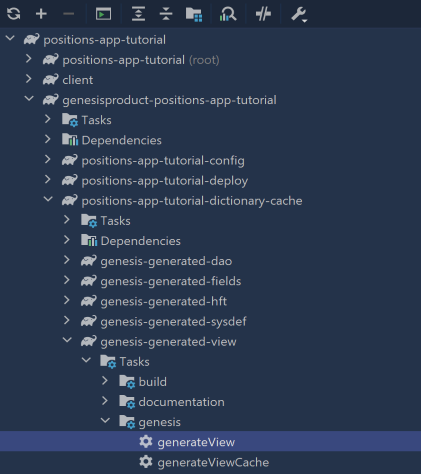 positions-app-tutorial
positions-app-tutorial (root)
client
genesisproduct-positions-app-tutorial
Tasks
Dependencies
positions-app-tutorial-config
positions-app-tutorial-deploy
positions-app-tutorial-dictionary-cache
Tasks
Dependencies
genesis-generated-dao
genesis-generated-fields
genesis-generated-hft
genesis-generated-sysdef
genesis-generated-view
Tasks
build
documentation
genesis
generateView
generateViewCache